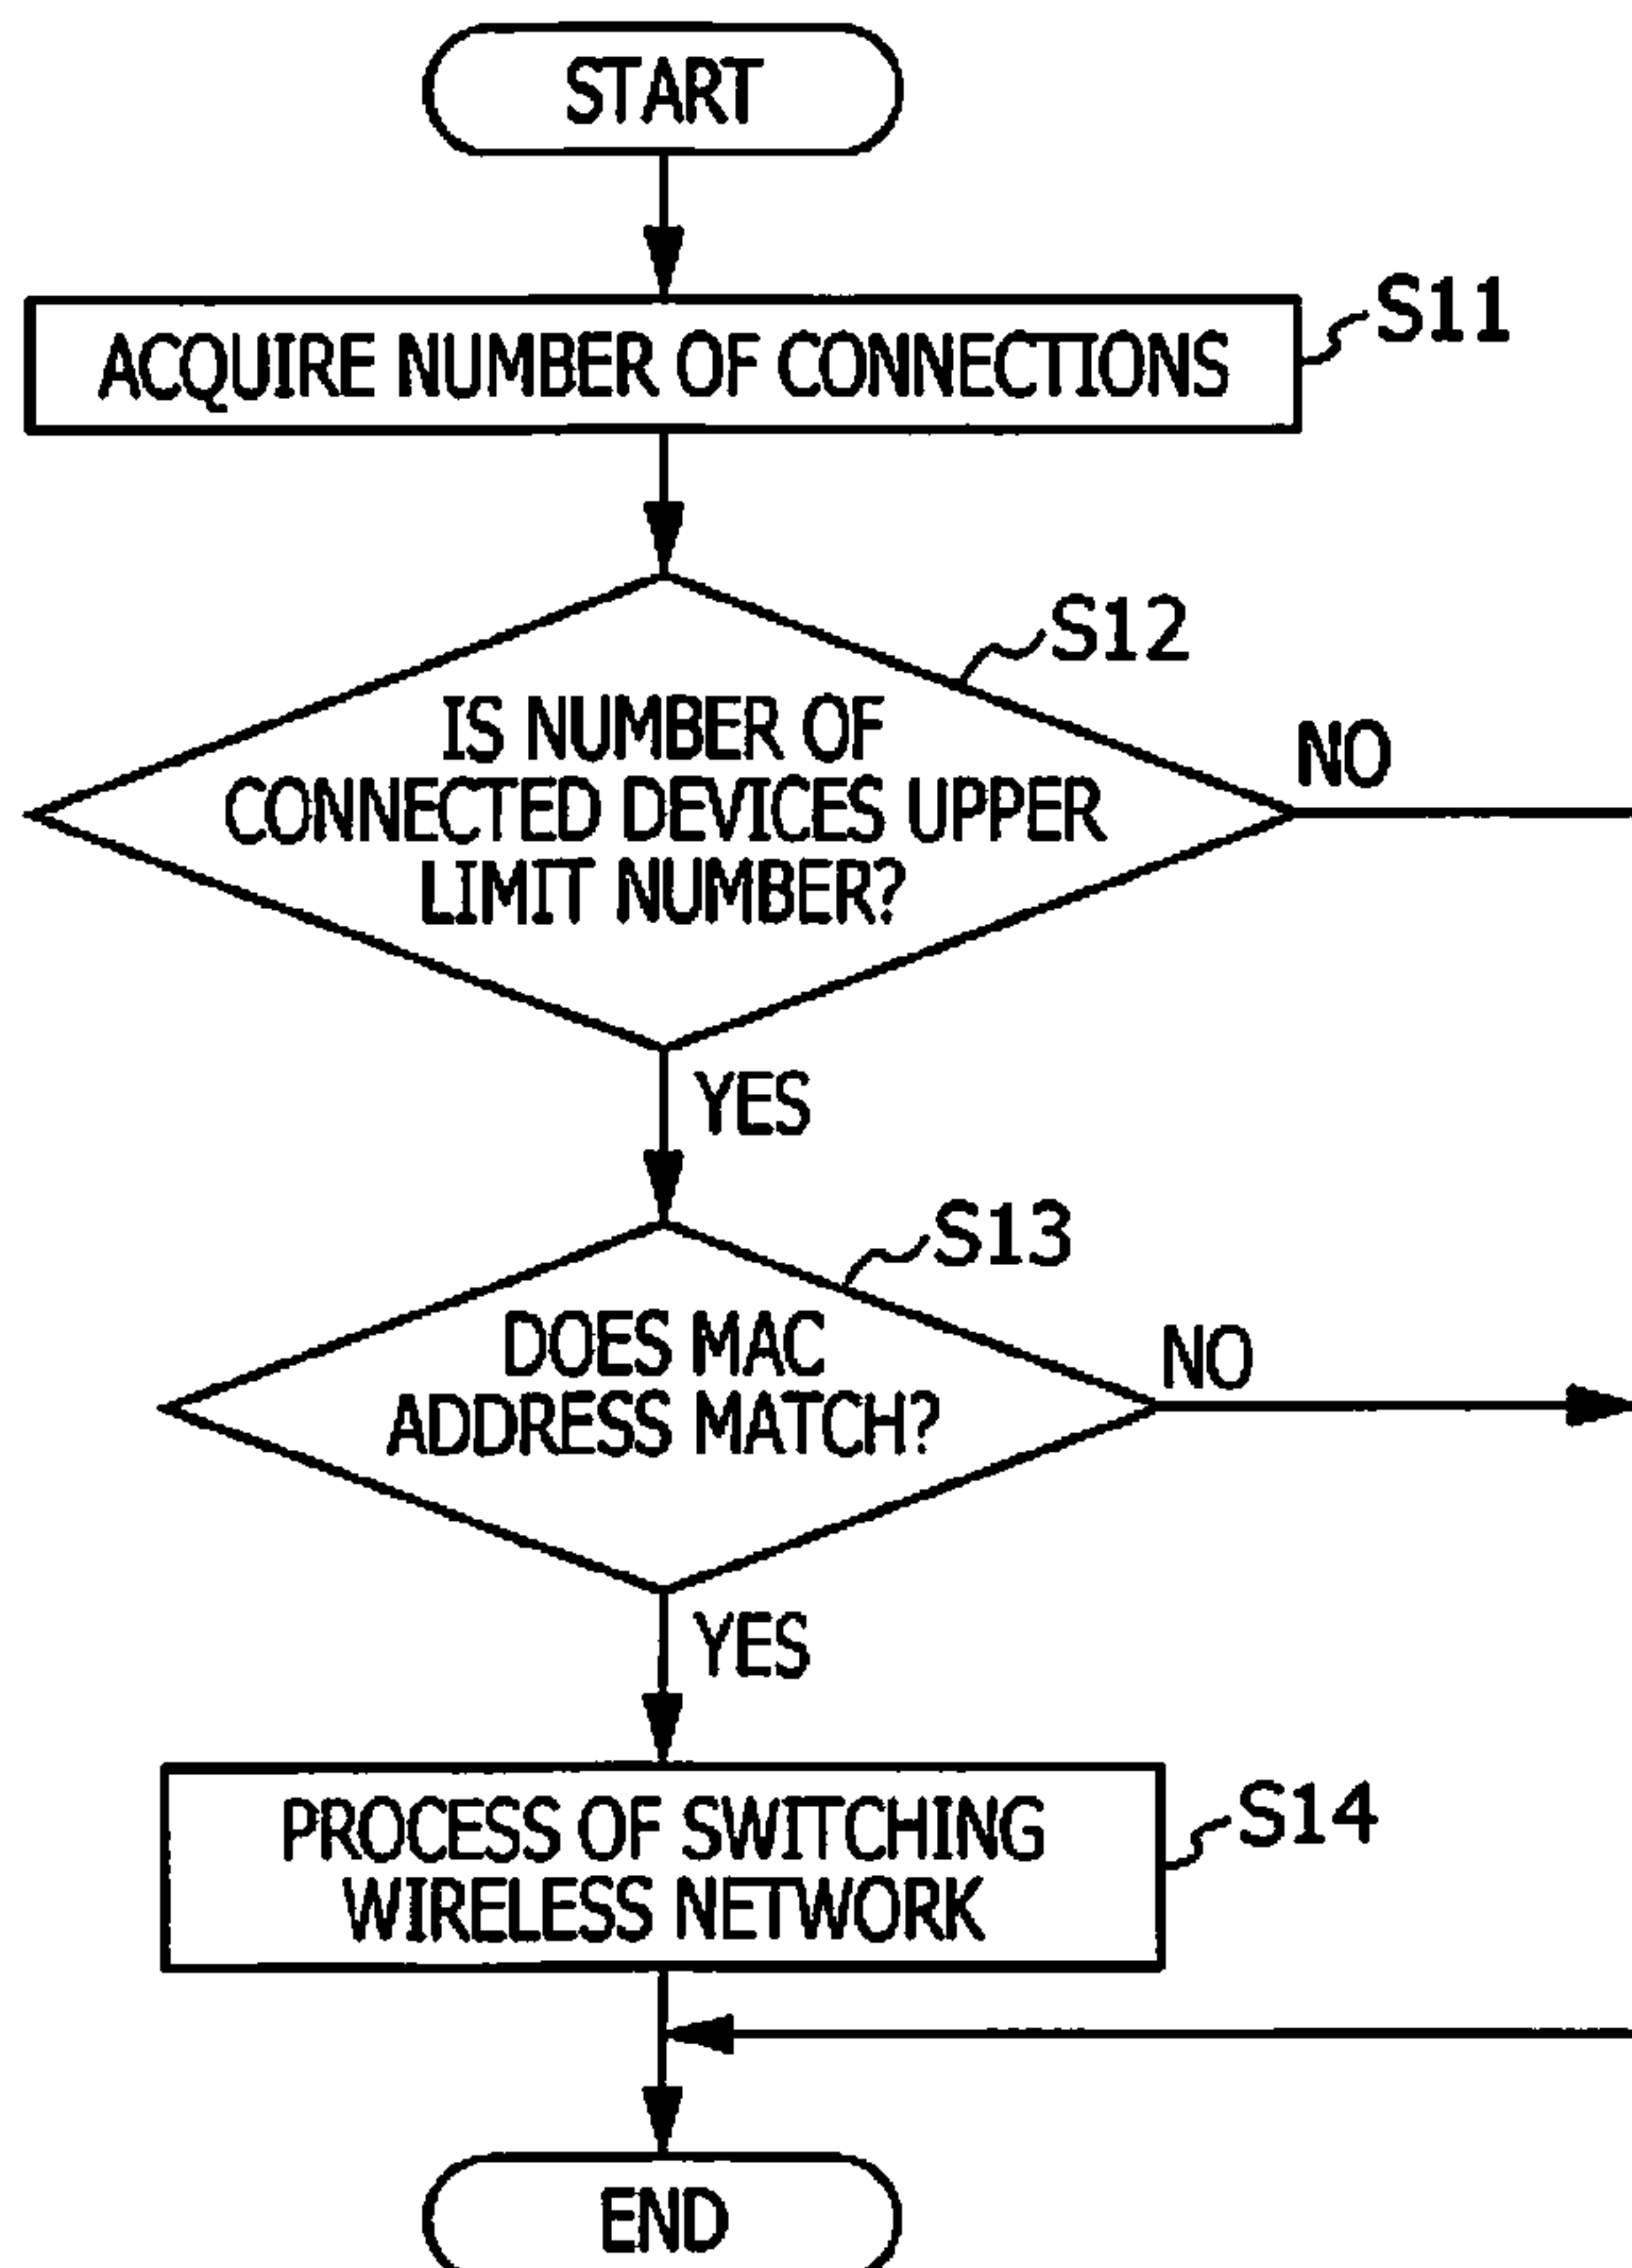 START
ACQUIRE NUMBER OF CONNECTIONS
S11
S12
IS NUMBER OF
CONNECTED DEVICES UPPER
LIMIT NUMBER?
NO
YES
S13
DOES MAC
ADDRESS MATCH?
NO
YES
PROCESS OF SWITCHING
WIRELESS NETWORK
S14
END